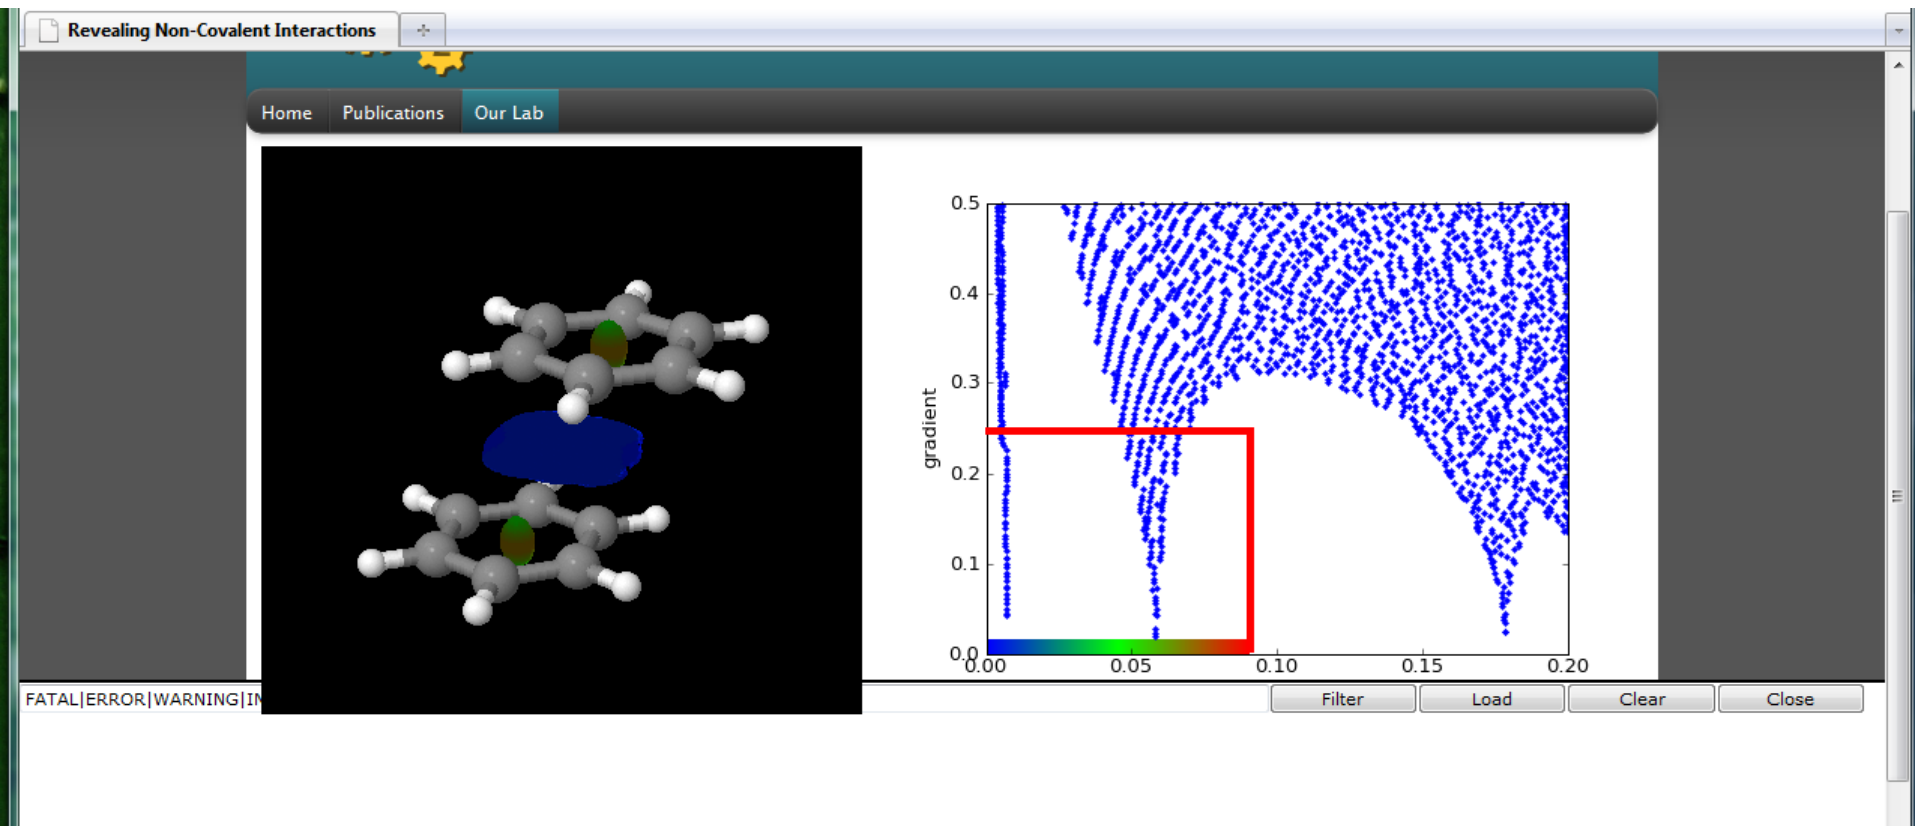 Revealing Non-Covalent Interactions
Home Publications Our Lab
0.5
0.4
0.3
0.2
0.1
0.0
gradient
0.00 0.05 0.10 0.15 0.20
FATAL|ERROR|WARNING|IN
Filter Load Clear Close